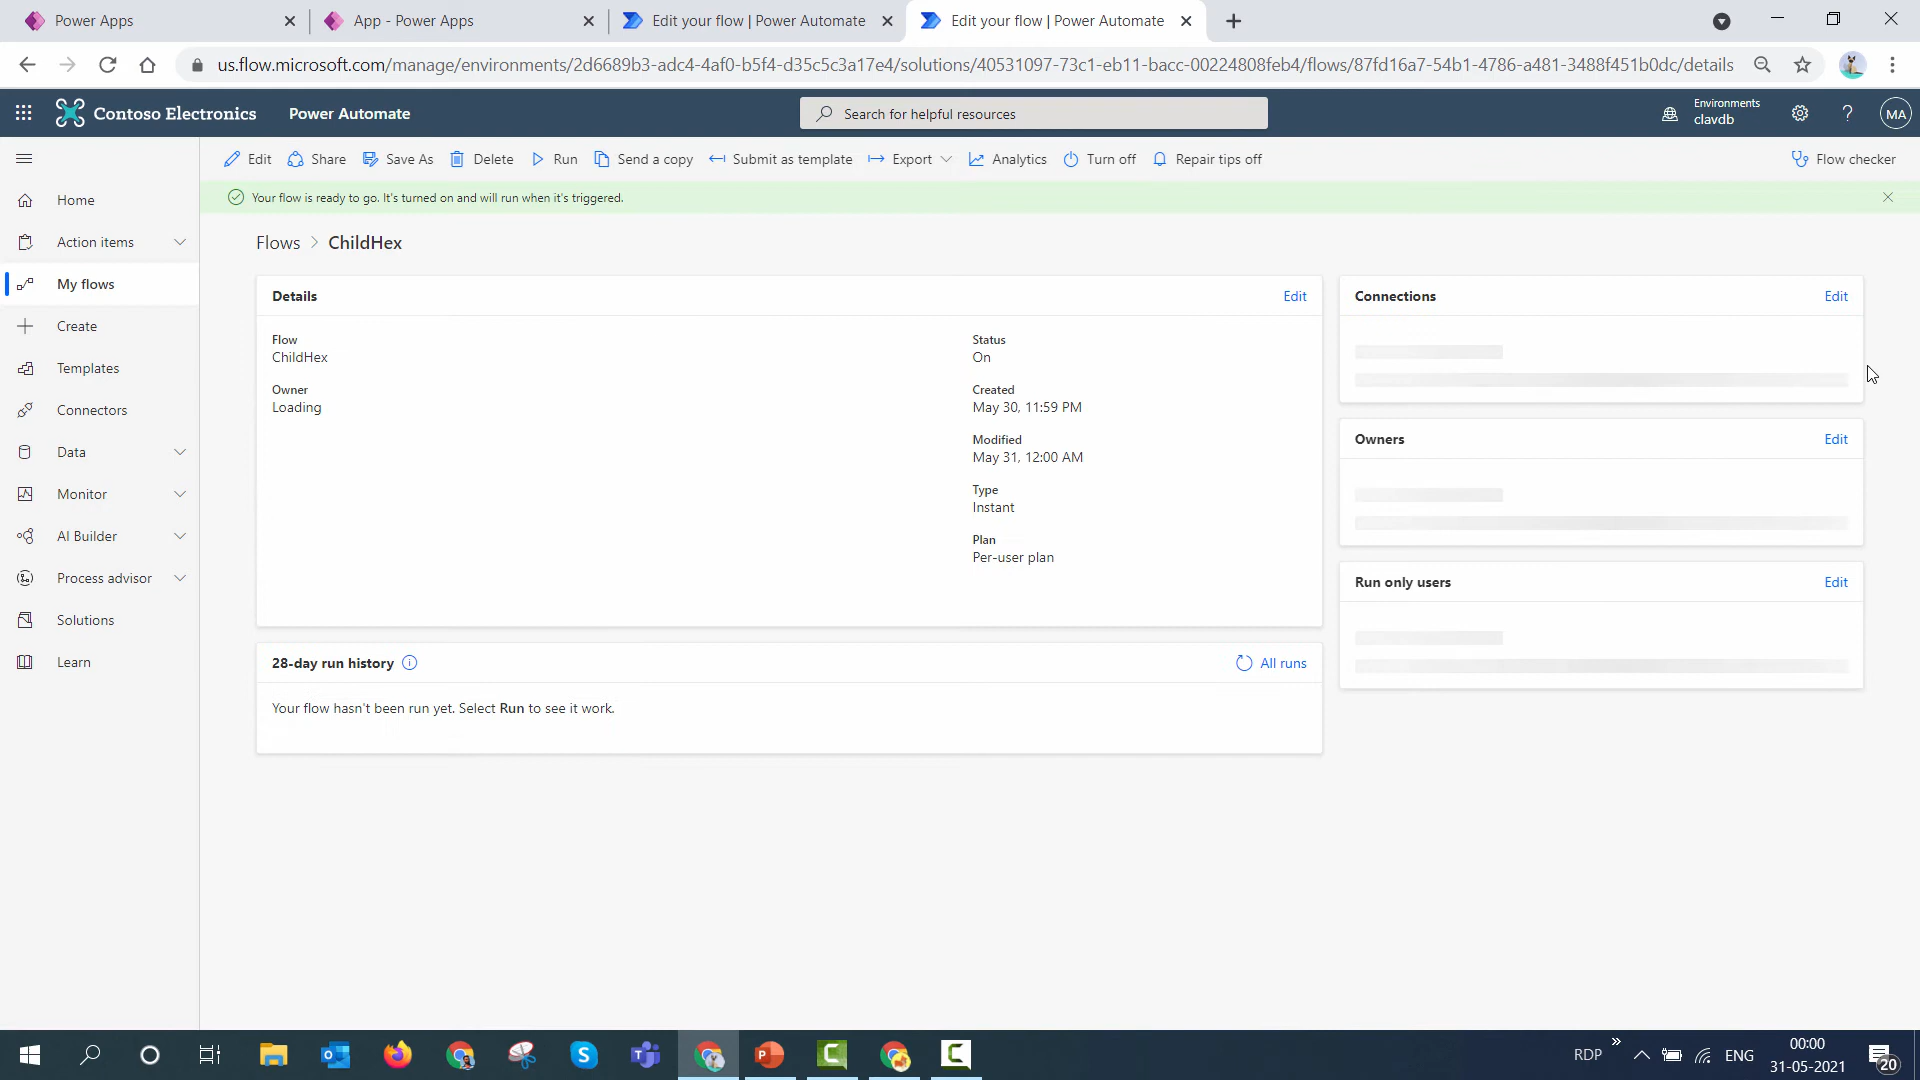 Power Apps
App - Power Apps
Edit your flow | Power Automate
Edit your flow | Power Automate
us.flow.microsoft.com/manage/environments/2d6689b3-adc4-4af0-b5f4-d35c5c3a17e4/solutions/40531097-73c1-eb11-bacc-00224808feb4/flows/87fd16a7-54b1-4786-a481-3488f451b0dc/details
Contoso Electronics
Power Automate
Search for helpful resources
Environments
clavdb
MA
Edit
Share
Save As
Delete
Run
Send a copy
Submit as template
Export
Analytics
Turn off
Repair tips off
Flow checker
Your flow is ready to go. It's turned on and will run when it's triggered.
Home
Action items
My flows
Create
Templates
Connectors
Data
Monitor
AI Builder
Process advisor
Solutions
Learn
Flows > ChildHex
Details
Edit
Flow
ChildHex
Owner
Loading
Status
On
Created
May 30, 11:59 PM
Modified
May 31, 12:00 AM
Type
Instant
Plan
Per-user plan
28-day run history
All runs
Your flow hasn't been run yet. Select Run to see it work.
Connections
Edit
Owners
Edit
Run only users
Edit
RDP
ENG
00:00
31-05-2021
20